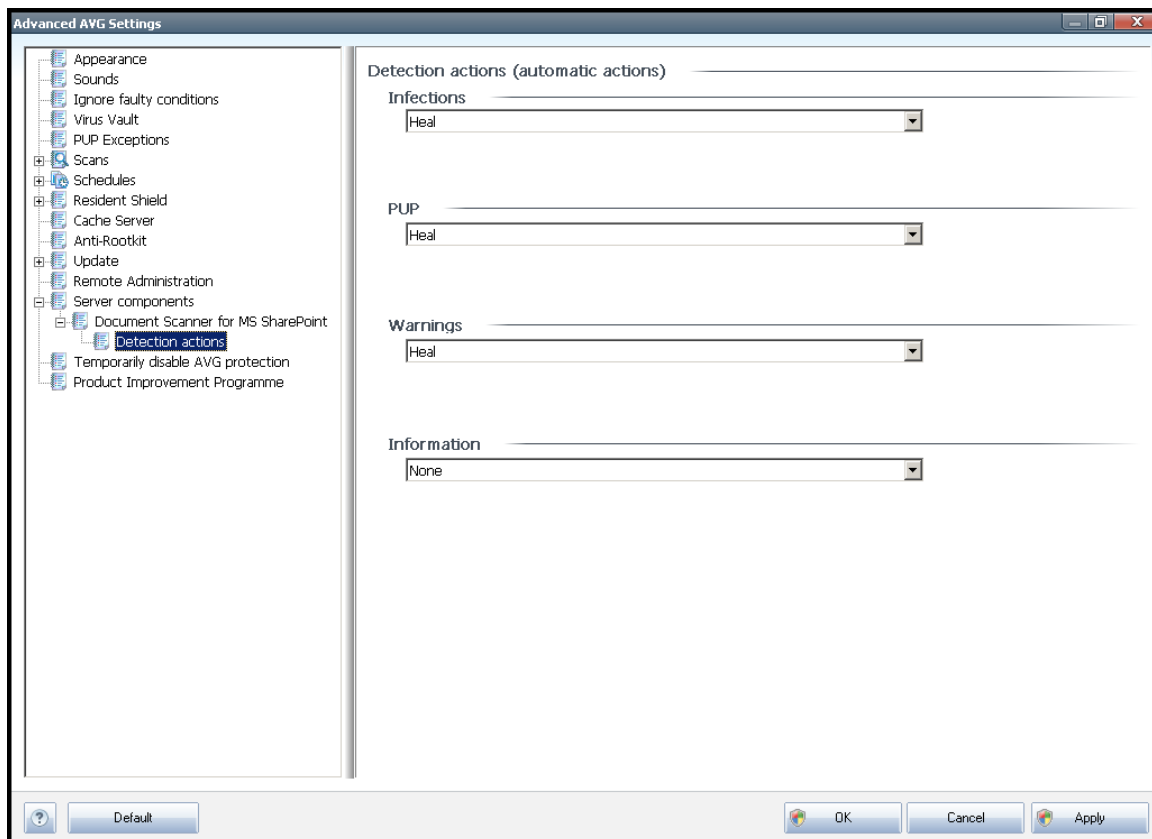 Advanced AVG Settings
Appearance
Sounds
Ignore faulty conditions
Virus Vault
PUP Exceptions
Scans
Schedules
Resident Shield
Cache Server
Anti-Rootkit
Update
Remote Administration
Server components
Document Scanner for MS SharePoint
Detection actions
Temporarily disable AVG protection
Product Improvement Programme
Detection actions (automatic actions)
Infections
Heal
PUP
Heal
Warnings
Heal
Information
None
?
Default
OK
Cancel
Apply